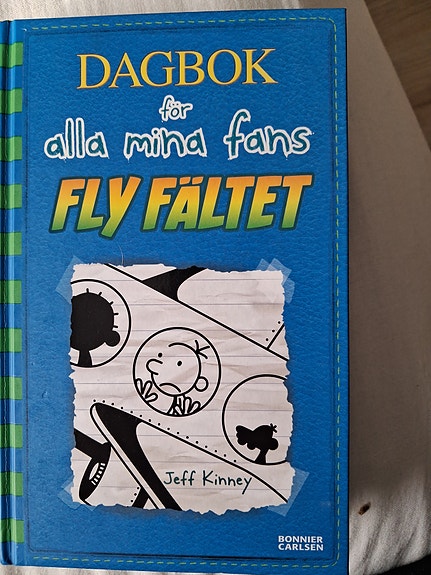 DAGBOK
för
alla mina fans
FLY FÄLTET
Jeff Kinney
BONNIER
CARLSEN